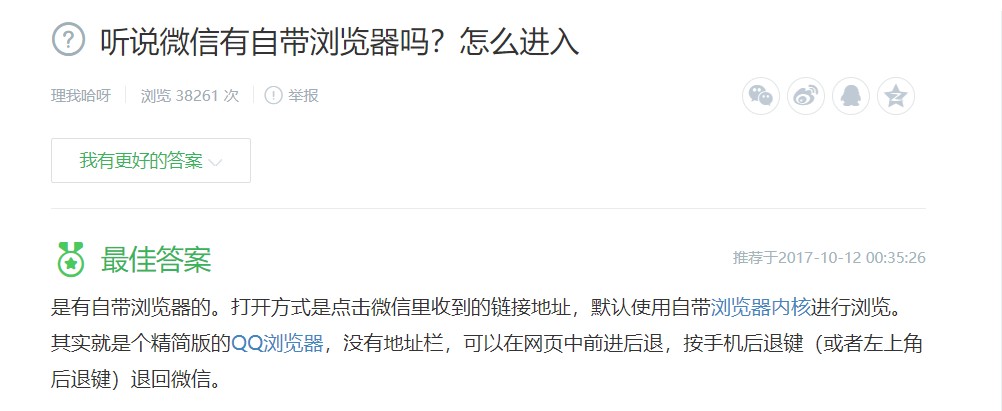 听说微信有自带浏览器吗？怎么进入
理我哈呀 浏览 38261 次 举报
我有更好的答案
最佳答案 推荐于2017-10-12 00:35:26
是有自带浏览器的。打开方式是点击微信里收到的链接地址，默认使用自带浏览器内核进行浏览。
其实就是个精简版的QQ浏览器，没有地址栏，可以在网页中前进后退，按手机后退键（或者左上角
后退键）退回微信。